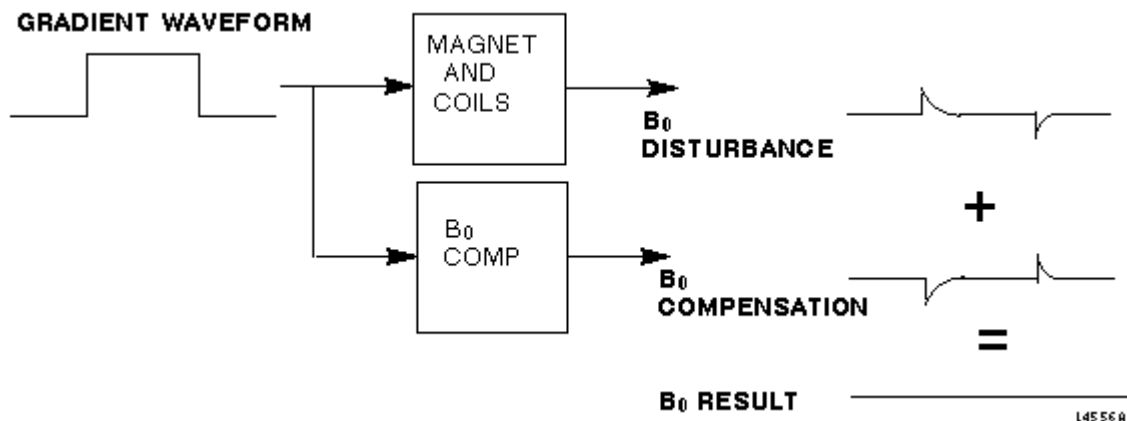 GRADIENT WAVEFORM
MAGNET
AND
COILS
B₀
DISTURBANCE
+
B₀
COMP
B₀
COMPENSATION
=
B₀ RESULT
L4556A